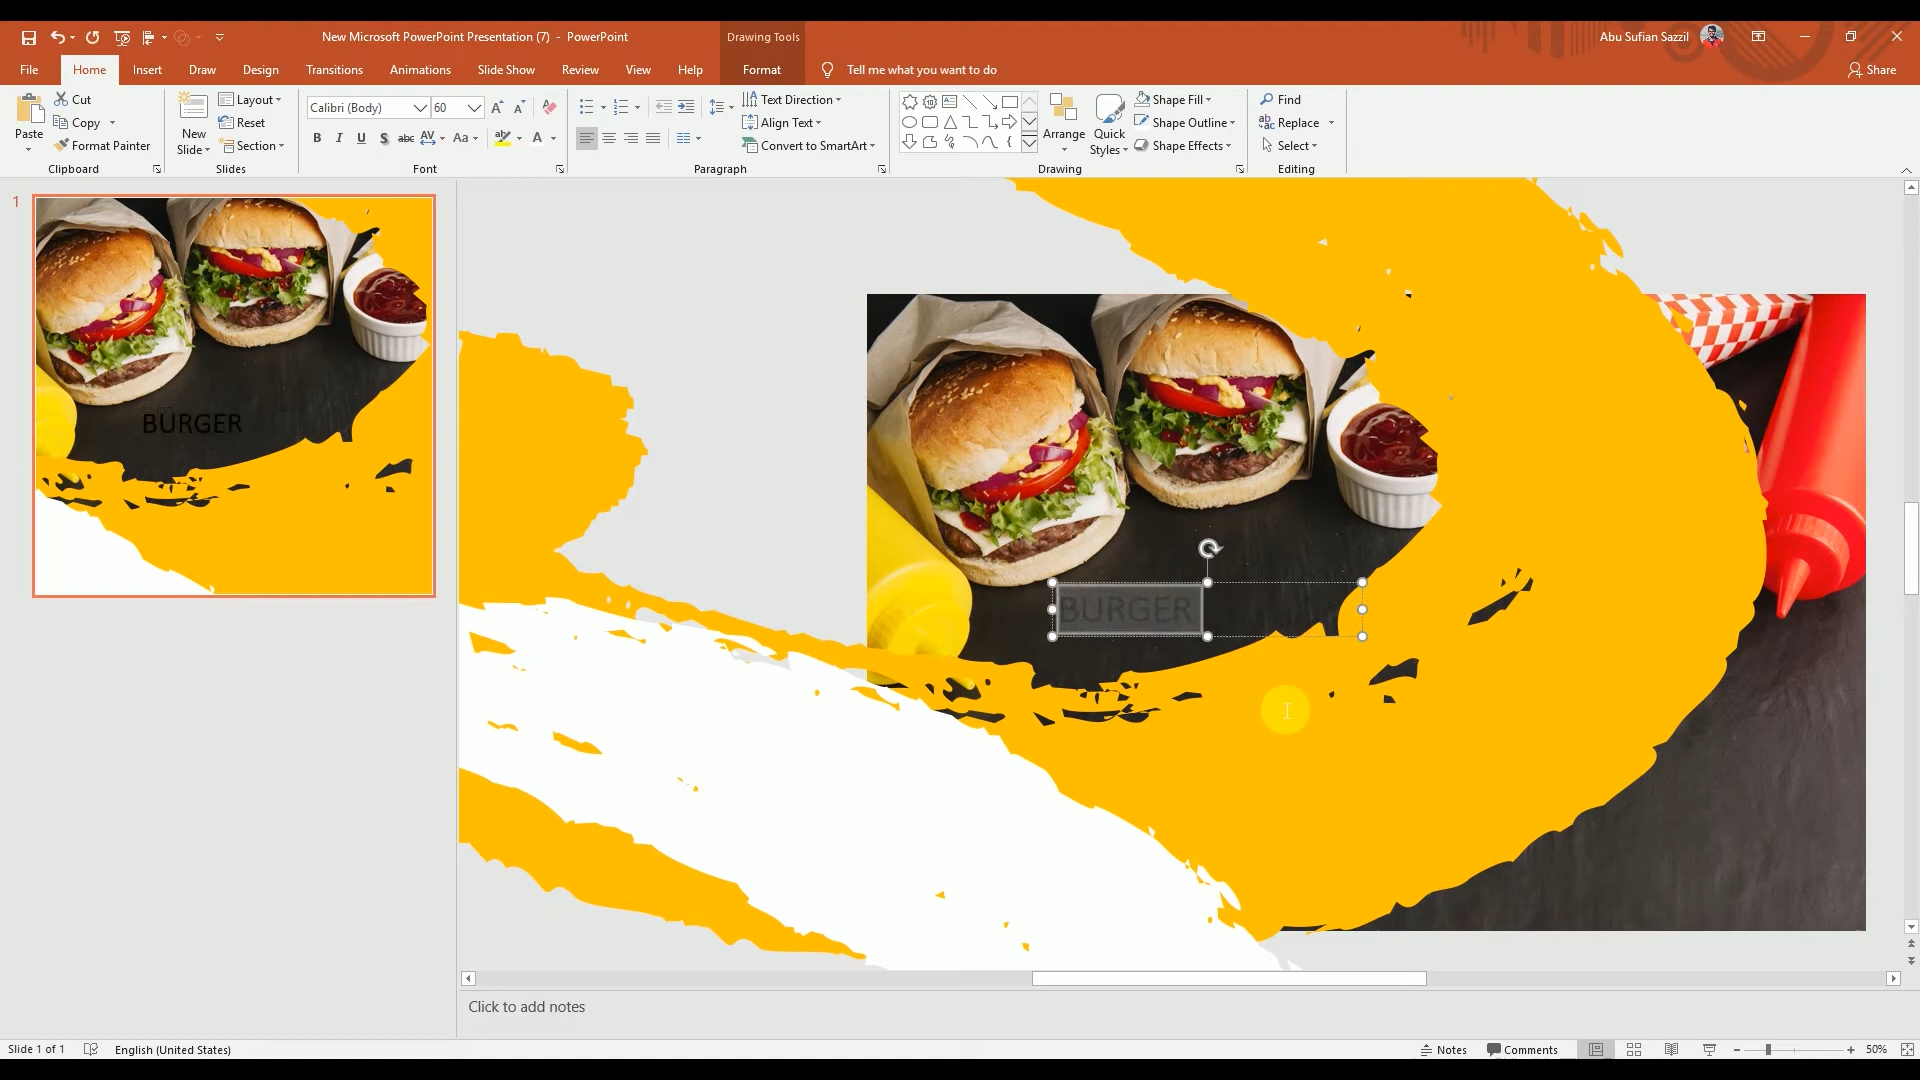 New Microsoft PowerPoint Presentation (7) - PowerPoint
Drawing Tools
Abu Sufian Sazzil
File
Home
Insert
Draw
Design
Transitions
Animations
Slide Show
Review
View
Help
Format
Tell me what you want to do
Share
Paste
Cut
Copy
Format Painter
Clipboard
New Slide
Layout
Reset
Section
Slides
Calibri (Body)
60
B I U S abc AV Aa A
Font
Text Direction
Align Text
Convert to SmartArt
Paragraph
Arrange
Quick Styles
Shape Fill
Shape Outline
Shape Effects
Drawing
Find
Replace
Select
Editing
1
BURGER
BURGER
Click to add notes
Slide 1 of 1
English (United States)
Notes
Comments
50%